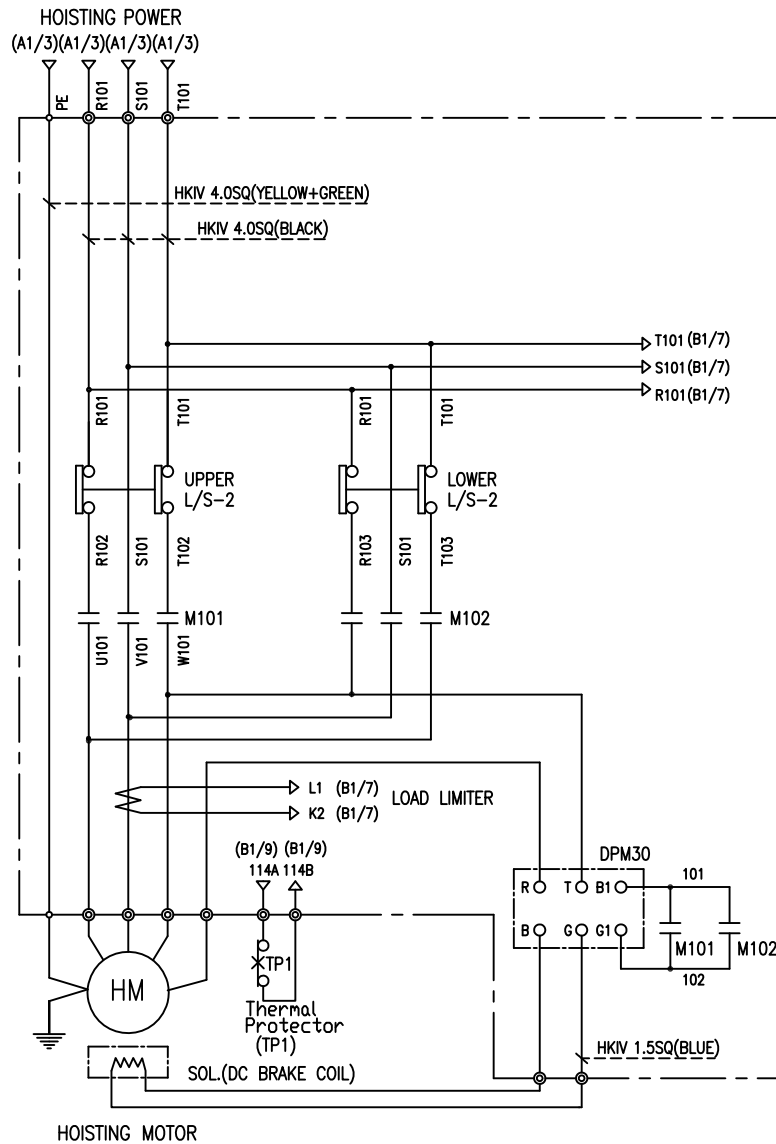 HOISTING POWER
(A1/3)(A1/3)(A1/3)(A1/3)
PE
R101
S101
T101
HKIV 4.0SQ(YELLOW+GREEN)
HKIV 4.0SQ(BLACK)
T101 (B1/7)
S101 (B1/7)
R101 (B1/7)
R101
T101
R101
T101
UPPER
L/S-2
LOWER
L/S-2
R102
S101
T102
R103
S101
T103
M101
M102
U101
V101
W101
L1 (B1/7)
K2 (B1/7)
LOAD LIMITER
(B1/9) (B1/9)
114A 114B
DPM30
R T B1
101
B G G1
M101
M102
102
TP1
HM
Thermal
Protector
(TP1)
HKIV 1.5SQ(BLUE)
SOL.(DC BRAKE COIL)
HOISTING MOTOR